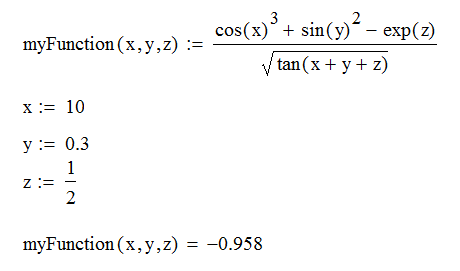 myFunction(x,y,z) := (cos(x)³ + sin(y)² − exp(z)) / √(tan(x + y + z))
x := 10
y := 0.3
z := 1/2
myFunction(x,y,z) = −0.958